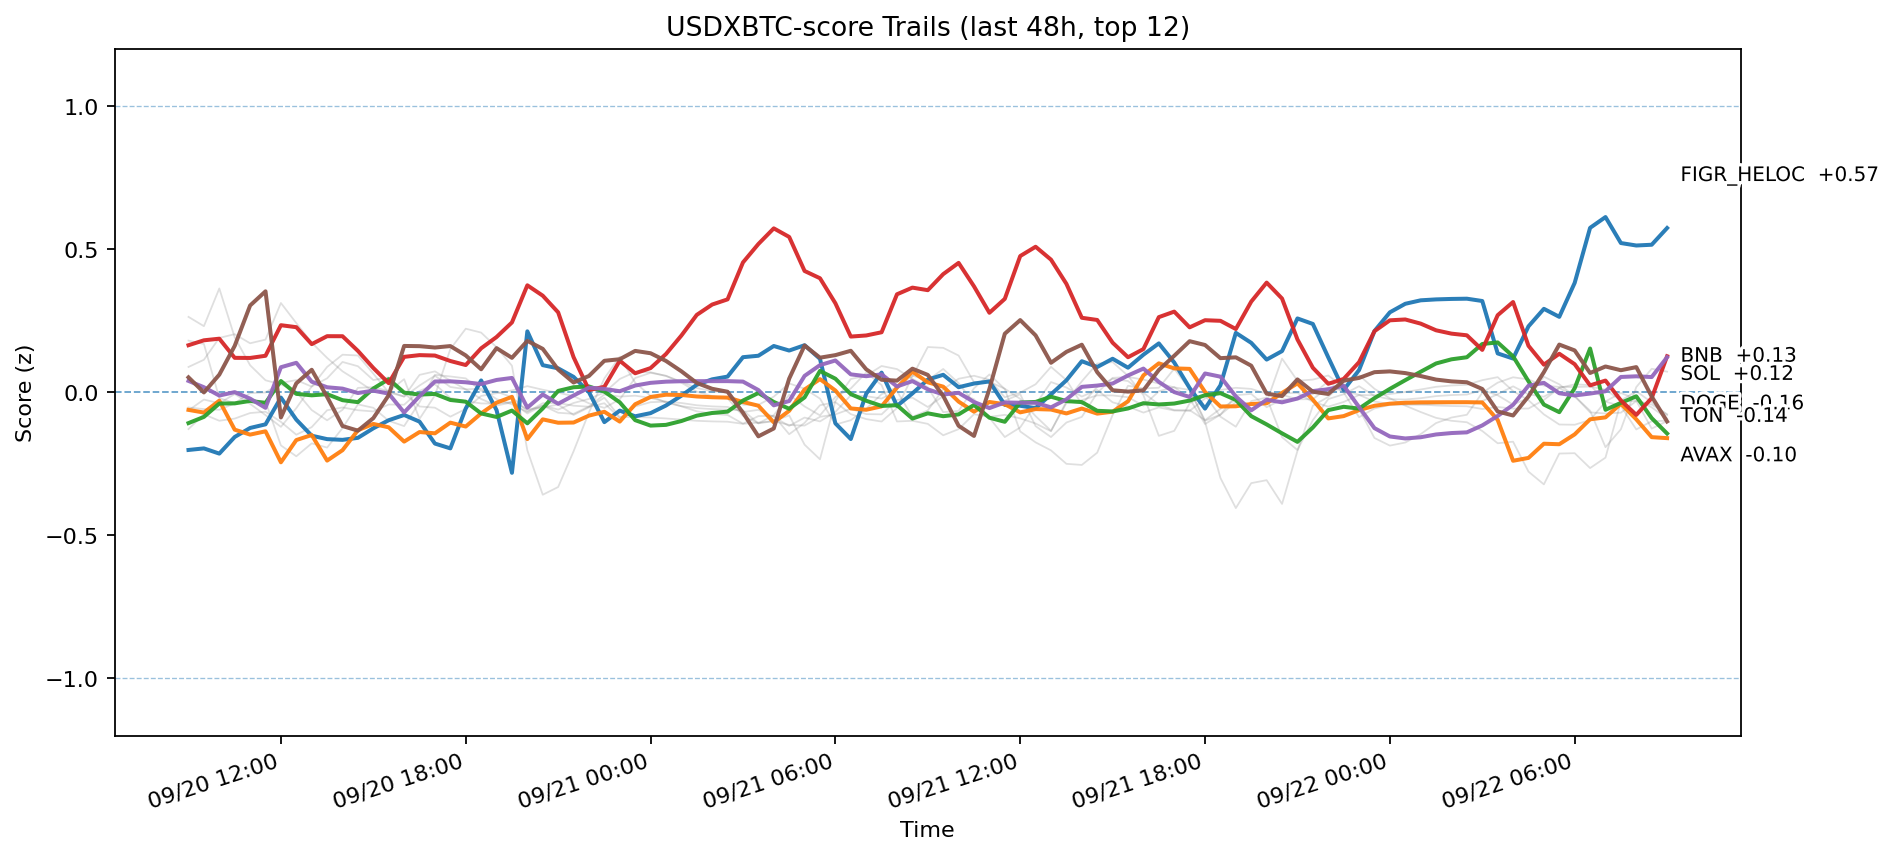 USDXBTC-score Trails (last 48h, top 12)
Score (z)
1.0
0.5
0.0
−0.5
−1.0
FIGR_HELOC +0.57
BNB +0.13
SOL +0.12
DOGE -0.16
TON -0.14
AVAX -0.10
09/20 12:00
09/20 18:00
09/21 00:00
09/21 06:00
09/21 12:00
09/21 18:00
09/22 00:00
09/22 06:00
Time